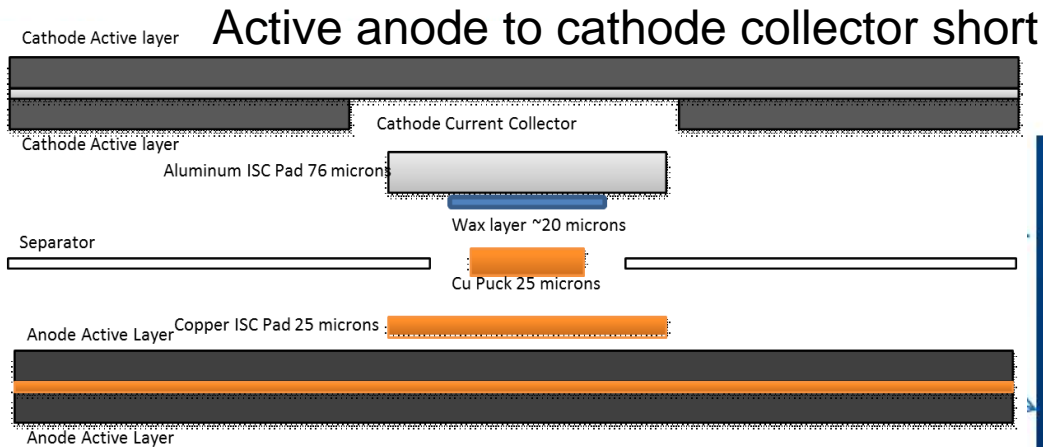 Active anode to cathode collector short
Cathode Active layer
Cathode Current Collector
Cathode Active layer
Aluminum ISC Pad 76 microns
Wax layer ~20 microns
Separator
Cu Puck 25 microns
Copper ISC Pad 25 microns
Anode Active Layer
Anode Active Layer